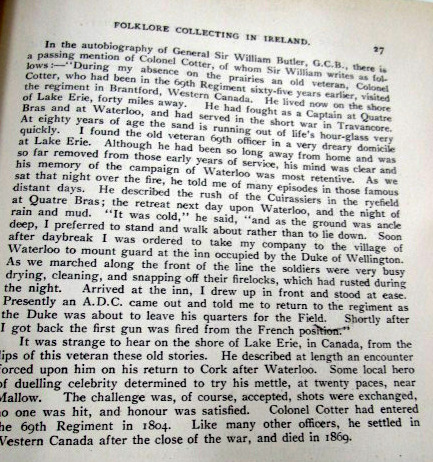 FOLKLORE COLLECTING IN IRELAND.
27
In the autobiography of General Sir William Butler, G.C.B., there is
a passing mention of Colonel Cotter, of whom Sir William writes as fol-
lows:—"During my absence on the prairies an old veteran, Colonel
Cotter, who had been in the 69th Regiment sixty-five years earlier, visited
the regiment in Brantford, Western Canada. He lived now on the shore
of Lake Erie, forty miles away. He had fought as a Captain at Quatre
Bras and at Waterloo, and had served in the short war in Travancore.
At eighty years of age the sand is running out of life's hour-glass very
quickly. I found the old veteran 69th officer in a very dreary domicile
at Lake Erie. Although he had been so long away from home and was
so far removed from those early years of service, his mind was clear and
his memory of the campaign of Waterloo was most retentive. As we
sat that night over the fire, he told me of many episodes in those famous
distant days. He described the rush of the Cuirassiers in the ryefield
at Quatre Bras; the retreat next day upon Waterloo, and the night of
rain and mud. "It was cold," he said, "and as the ground was ancle
deep, I preferred to stand and walk about rather than to lie down. Soon
after daybreak I was ordered to take my company to the village of
Waterloo to mount guard at the inn occupied by the Duke of Wellington.
As we marched along the front of the line the soldiers were very busy
drying, cleaning, and snapping off their firelocks, which had rusted during
the night. Arrived at the inn, I drew up in front and stood at ease.
Presently an A.D.C. came out and told me to return to the regiment as
the Duke was about to leave his quarters for the Field. Shortly after
I got back the first gun was fired from the French position."
It was strange to hear on the shore of Lake Erie, in Canada, from the
lips of this veteran these old stories. He described at length an encounter
forced upon him on his return to Cork after Waterloo. Some local hero
of duelling celebrity determined to try his mettle, at twenty paces, near
Mallow. The challenge was, of course, accepted, shots were exchanged,
no one was hit, and honour was satisfied. Colonel Cotter had entered
the 69th Regiment in 1804. Like many other officers, he settled in
Western Canada after the close of the war, and died in 1869.